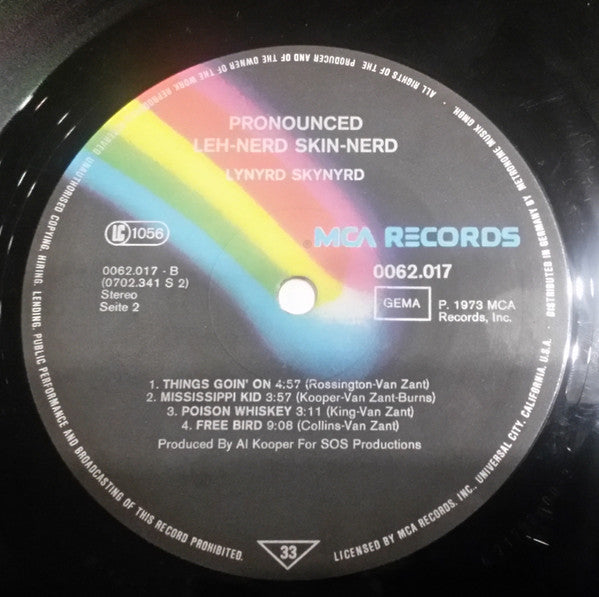 PRONOUNCED
LEH-NERD SKIN-NERD
LYNYRD SKYNYRD
LC 1056
® MCA RECORDS
0062.017 - B
(0702.341 S 2)
Stereo
Seite 2
0062.017
GEMA
P. 1973 MCA
Records, Inc.
1. THINGS GOIN' ON 4:57 (Rossington-Van Zant)
2. MISSISSIPPI KID 3:57 (Kooper-Van Zant-Burns)
3. POISON WHISKEY 3:11 (King-Van Zant)
4. FREE BIRD 9:08 (Collins-Van Zant)
Produced By Al Kooper For SOS Productions
33
ALL RIGHTS OF THE PRODUCER AND OF THE OWNER OF THE WORK REPRODUCED RESERVED. UNAUTHORISED COPYING, HIRING, LENDING, PUBLIC PERFORMANCE AND BROADCASTING OF THIS RECORD PROHIBITED.
LICENSED BY MCA RECORDS, INC., UNIVERSAL CITY, CALIFORNIA, U.S.A. · DISTRIBUTED IN GERMANY BY METRONOME MUSIK GMBH. ·